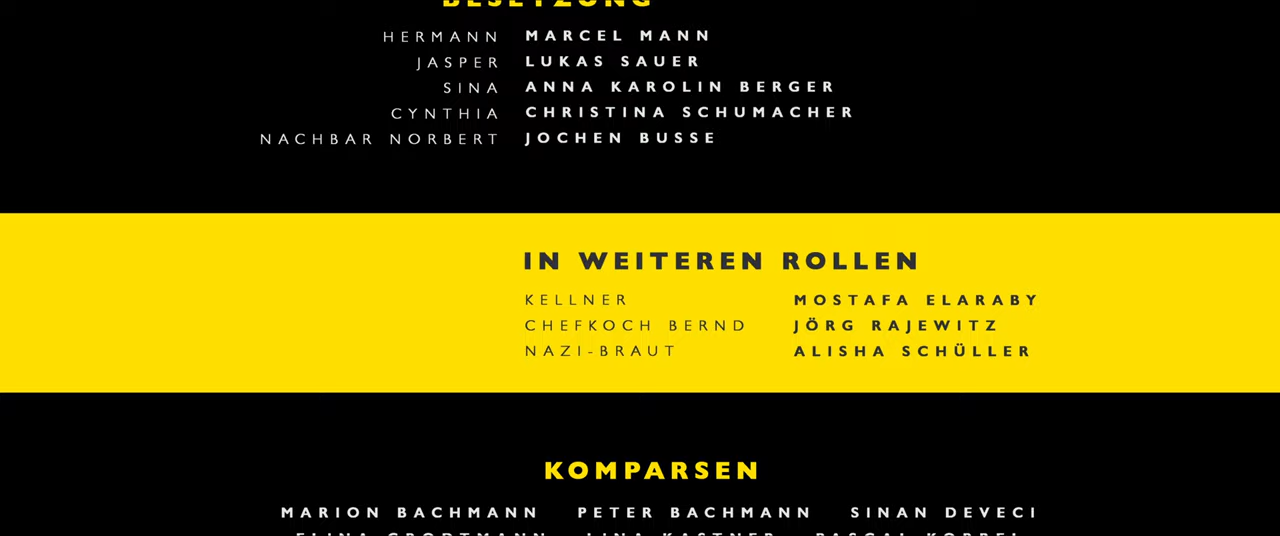 BESETZUNG
HERMANN MARCEL MANN
JASPER LUKAS SAUER
SINA ANNA KAROLIN BERGER
CYNTHIA CHRISTINA SCHUMACHER
NACHBAR NORBERT JOCHEN BUSSE
IN WEITEREN ROLLEN
KELLNER MOSTAFA ELARABY
CHEFKOCH BERND JÖRG RAJEWITZ
NAZI-BRAUT ALISHA SCHÜLLER
KOMPARSEN
MARION BACHMANN PETER BACHMANN SINAN DEVECI